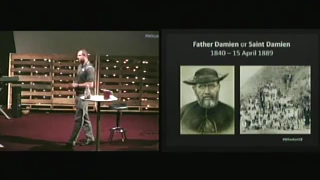 Father Damien or Saint Damien
1840 – 15 April 1889